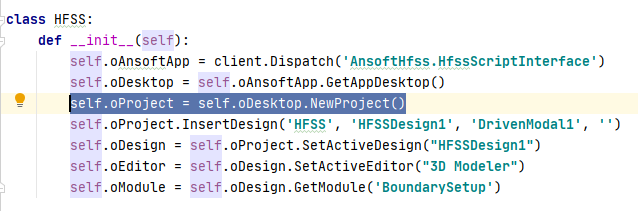 class HFSS:
    def __init__(self):
        self.oAnsoftApp = client.Dispatch('AnsoftHfss.HfssScriptInterface')
        self.oDesktop = self.oAnsoftApp.GetAppDesktop()
        self.oProject = self.oDesktop.NewProject()
        self.oProject.InsertDesign('HFSS', 'HFSSDesign1', 'DrivenModal1', '')
        self.oDesign = self.oProject.SetActiveDesign("HFSSDesign1")
        self.oEditor = self.oDesign.SetActiveEditor("3D Modeler")
        self.oModule = self.oDesign.GetModule('BoundarySetup')